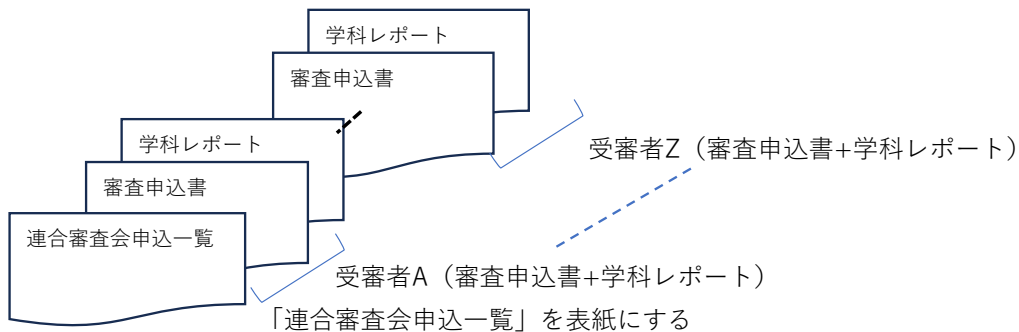 学科レポート
審査申込書
学科レポート
審査申込書
連合審査会申込一覧
受審者Z（審査申込書+学科レポート）
受審者A（審査申込書+学科レポート）
「連合審査会申込一覧」を表紙にする